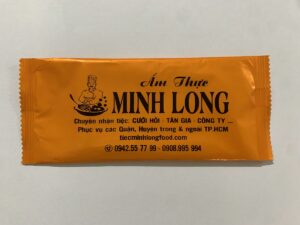 Ẩm Thực
MINH LONG
Chuyên nhận tiệc: CƯỚI HỎI - TÂN GIA - CÔNG TY ...
Phục vụ các Quận, Huyện trong & ngoài TP.HCM
tiecminhlongfood.com
0942.55 77 99 - 0908.995 994